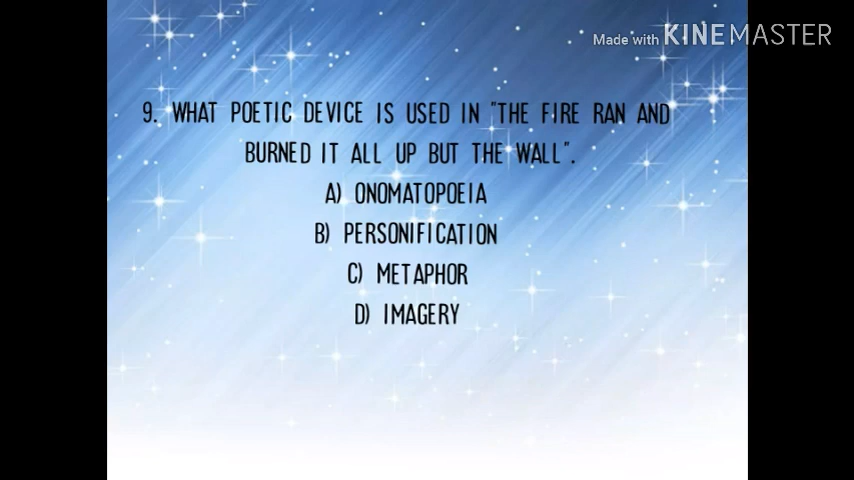 Made with KINEMASTER
9. WHAT POETIC DEVICE IS USED IN "THE FIRE RAN AND
BURNED IT ALL UP BUT THE WALL".
A) ONOMATOPOEIA
B) PERSONIFICATION
C) METAPHOR
D) IMAGERY